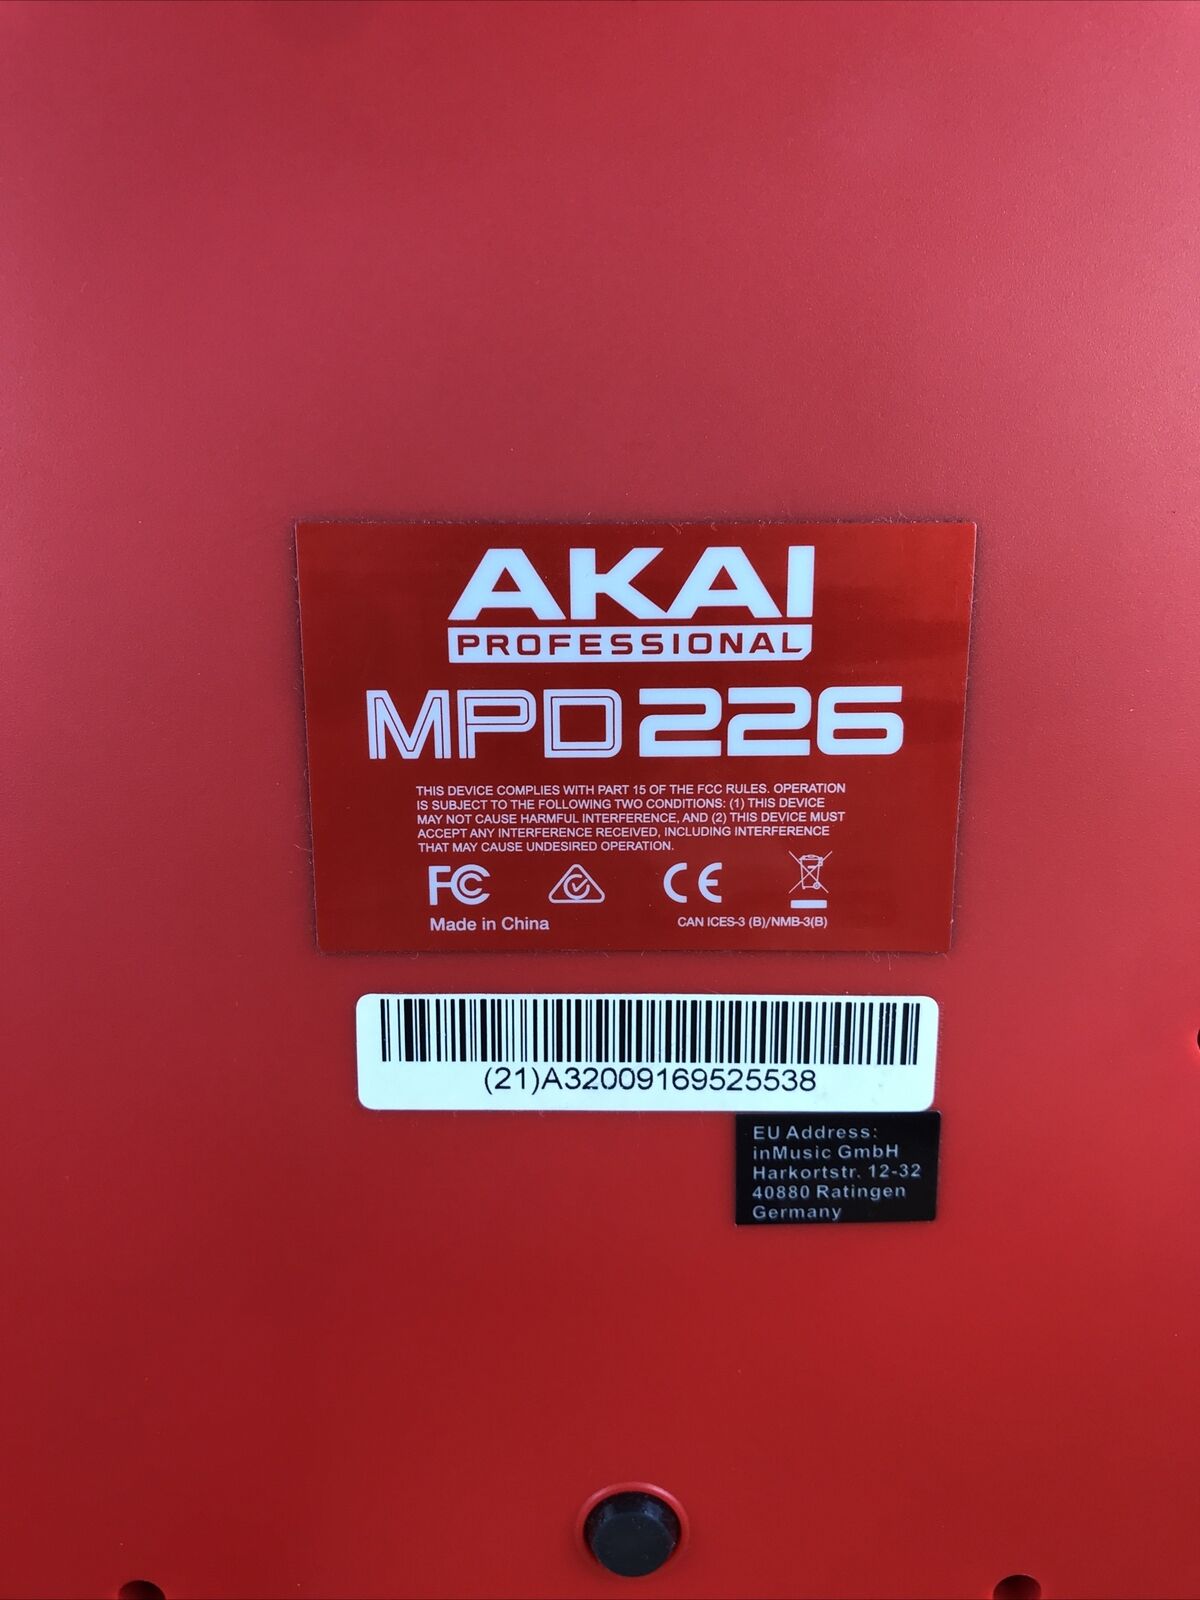 AKAI
PROFESSIONAL
MPD226
THIS DEVICE COMPLIES WITH PART 15 OF THE FCC RULES. OPERATION
IS SUBJECT TO THE FOLLOWING TWO CONDITIONS: (1) THIS DEVICE
MAY NOT CAUSE HARMFUL INTERFERENCE, AND (2) THIS DEVICE MUST
ACCEPT ANY INTERFERENCE RECEIVED, INCLUDING INTERFERENCE
THAT MAY CAUSE UNDESIRED OPERATION.
FC CE
Made in China CAN ICES-3 (B)/NMB-3(B)
(21)A32009169525538
EU Address:
inMusic GmbH
Harkortstr. 12-32
40880 Ratingen
Germany